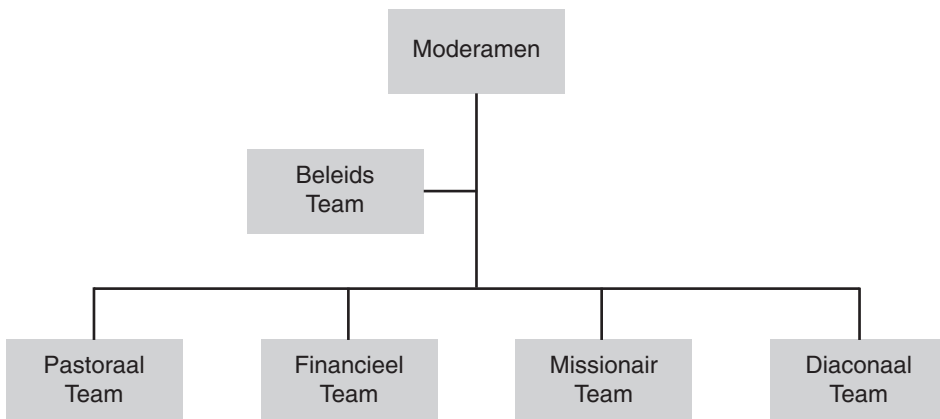 Moderamen
Beleids
Team
Pastoraal
Team
Financieel
Team
Missionair
Team
Diaconaal
Team